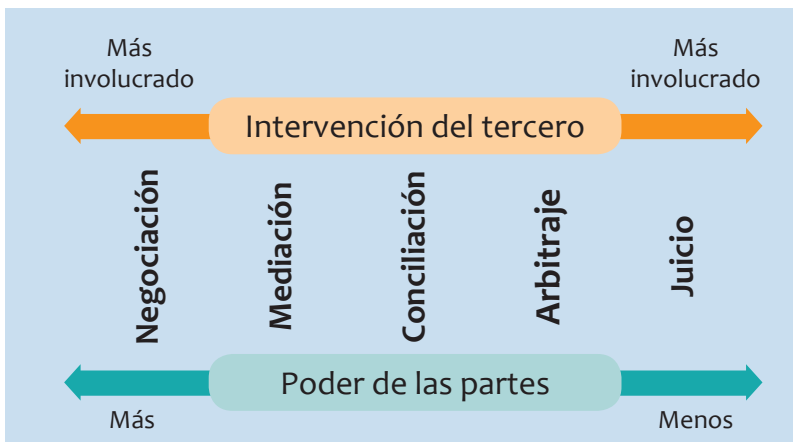 Más
involucrado
Más
involucrado
Intervención del tercero
Negociación
Mediación
Conciliación
Arbitraje
Juicio
Poder de las partes
Más
Menos